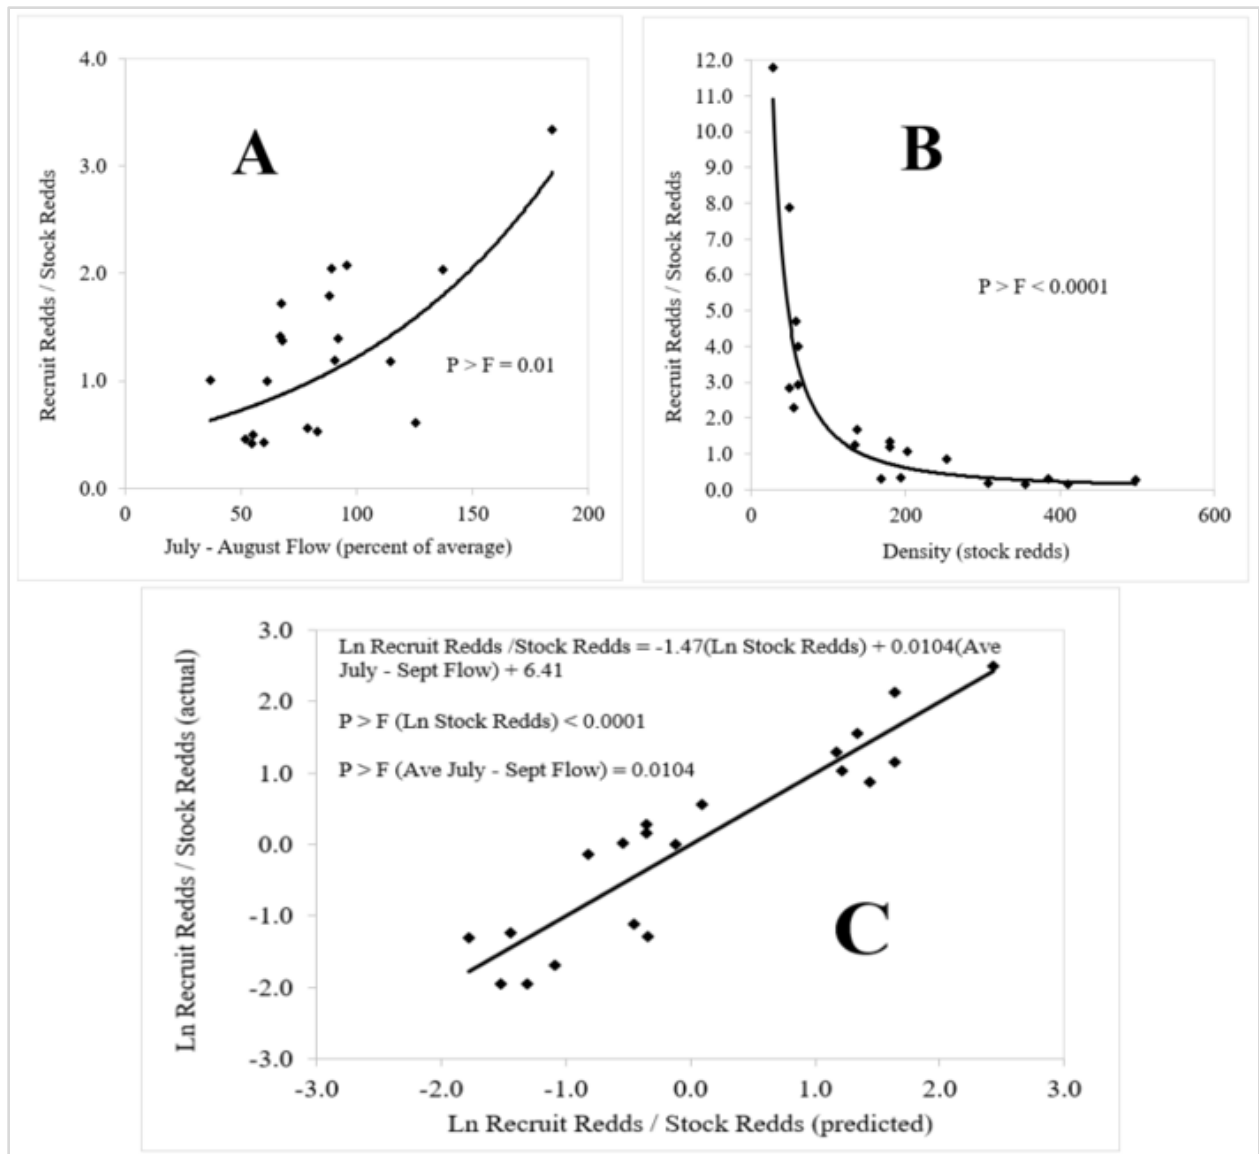 4.0
3.0
2.0
1.0
0.0
0
50
100
150
200
Recruit Redds / Stock Redds
July - August Flow (percent of average)
A
P > F = 0.01
12.0
11.0
10.0
9.0
8.0
7.0
6.0
5.0
4.0
3.0
2.0
1.0
0.0
0
200
400
600
Recruit Redds / Stock Redds
Density (stock redds)
B
P > F < 0.0001
3.0
2.0
1.0
0.0
-1.0
-2.0
-3.0
-3.0
-2.0
-1.0
0.0
1.0
2.0
3.0
Ln Recruit Redds / Stock Redds (actual)
Ln Recruit Redds / Stock Redds (predicted)
Ln Recruit Redds /Stock Redds = -1.47(Ln Stock Redds) + 0.0104(Ave
July - Sept Flow) + 6.41
P > F (Ln Stock Redds) < 0.0001
P > F (Ave July - Sept Flow) = 0.0104
C